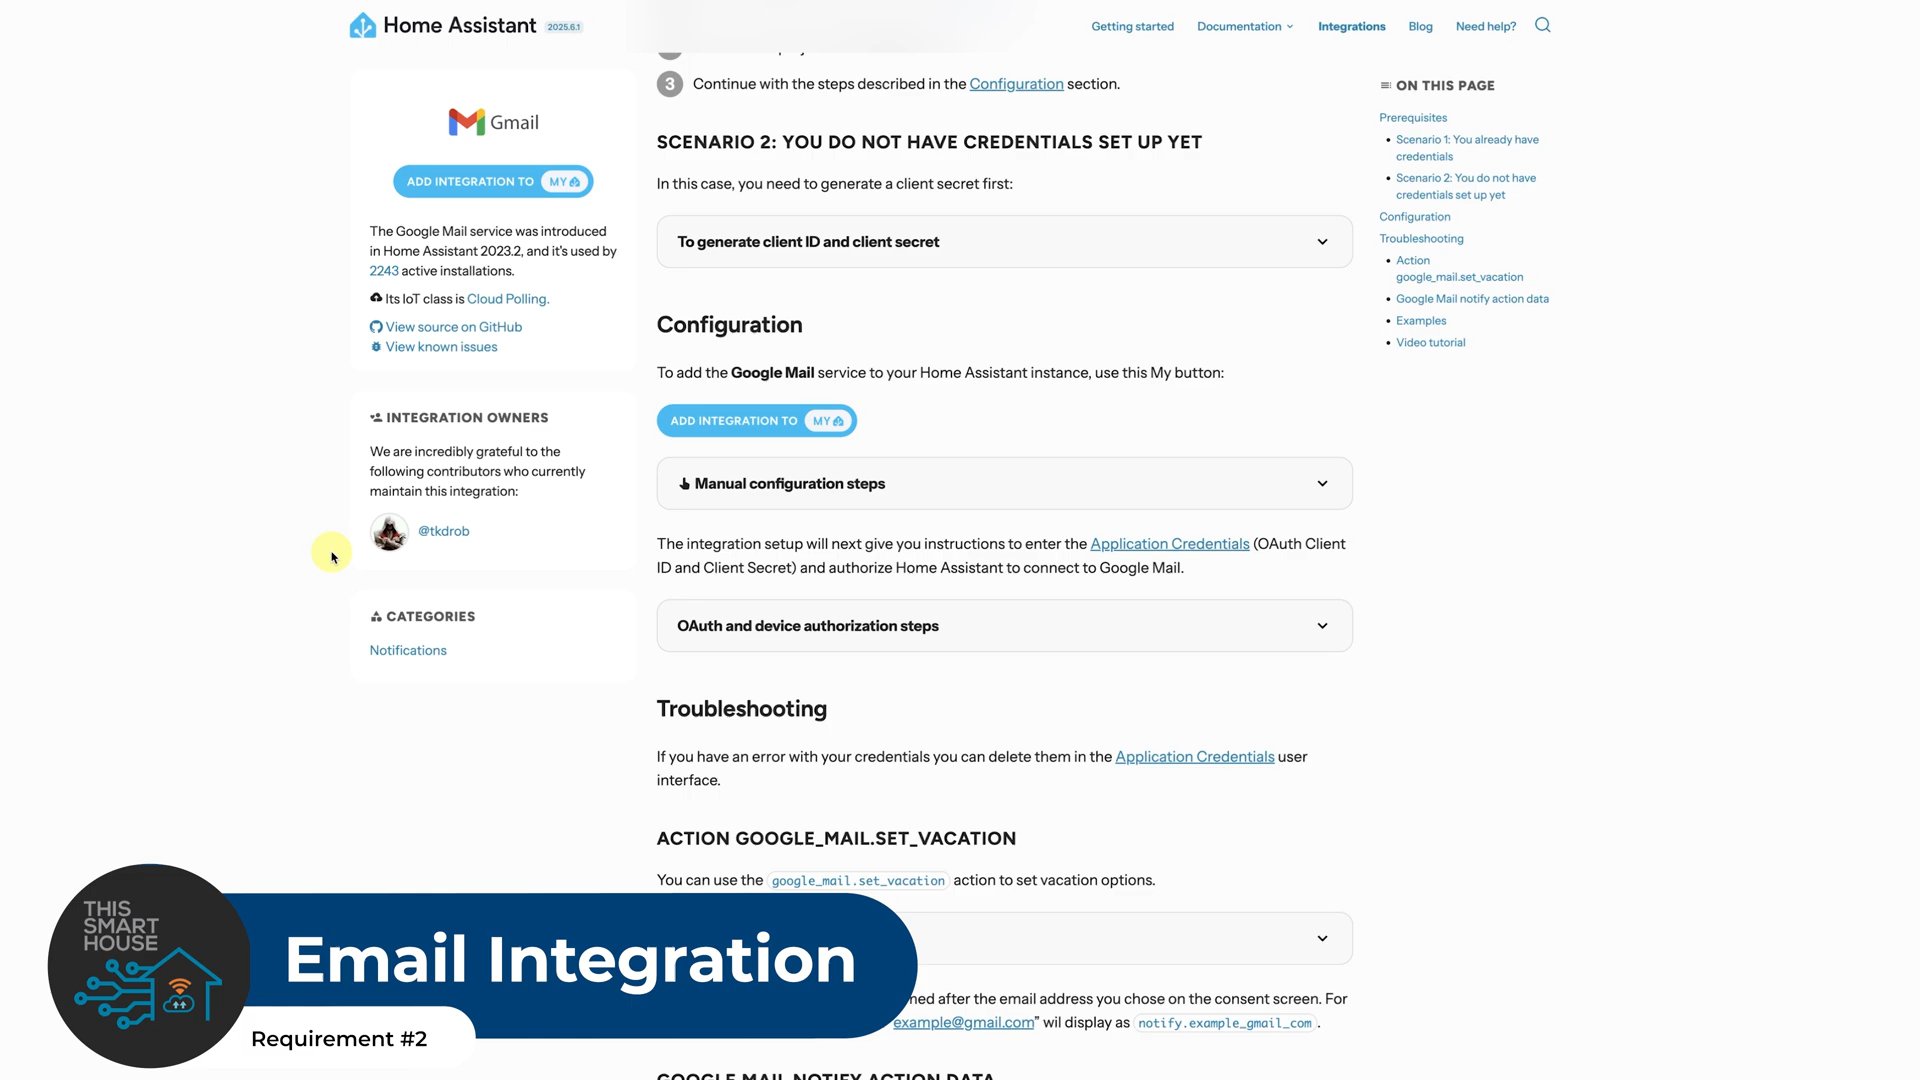 Home Assistant 2025.6.1
Getting started
Documentation
Integrations
Blog
Need help?
3 Continue with the steps described in the Configuration section.
Gmail
ADD INTEGRATION TO MY
The Google Mail service was introduced
in Home Assistant 2023.2, and it's used by
2243 active installations.
Its IoT class is Cloud Polling.
View source on GitHub
View known issues
INTEGRATION OWNERS
We are incredibly grateful to the
following contributors who currently
maintain this integration:
@tkdrob
CATEGORIES
Notifications
SCENARIO 2: YOU DO NOT HAVE CREDENTIALS SET UP YET
In this case, you need to generate a client secret first:
To generate client ID and client secret
Configuration
To add the Google Mail service to your Home Assistant instance, use this My button:
ADD INTEGRATION TO MY
Manual configuration steps
The integration setup will next give you instructions to enter the Application Credentials (OAuth Client
ID and Client Secret) and authorize Home Assistant to connect to Google Mail.
OAuth and device authorization steps
Troubleshooting
If you have an error with your credentials you can delete them in the Application Credentials user
interface.
ACTION GOOGLE_MAIL.SET_VACATION
You can use the google_mail.set_vacation action to set vacation options.
after the email address you chose on the consent screen. For
example@gmail.com” wil display as notify.example_gmail_com.
GOOGLE MAIL NOTIFY ACTION DATA
ON THIS PAGE
Prerequisites
• Scenario 1: You already have
credentials
• Scenario 2: You do not have
credentials set up yet
Configuration
Troubleshooting
• Action
google_mail.set_vacation
• Google Mail notify action data
• Examples
• Video tutorial
THIS
SMART
HOUSE
Email Integration
Requirement #2